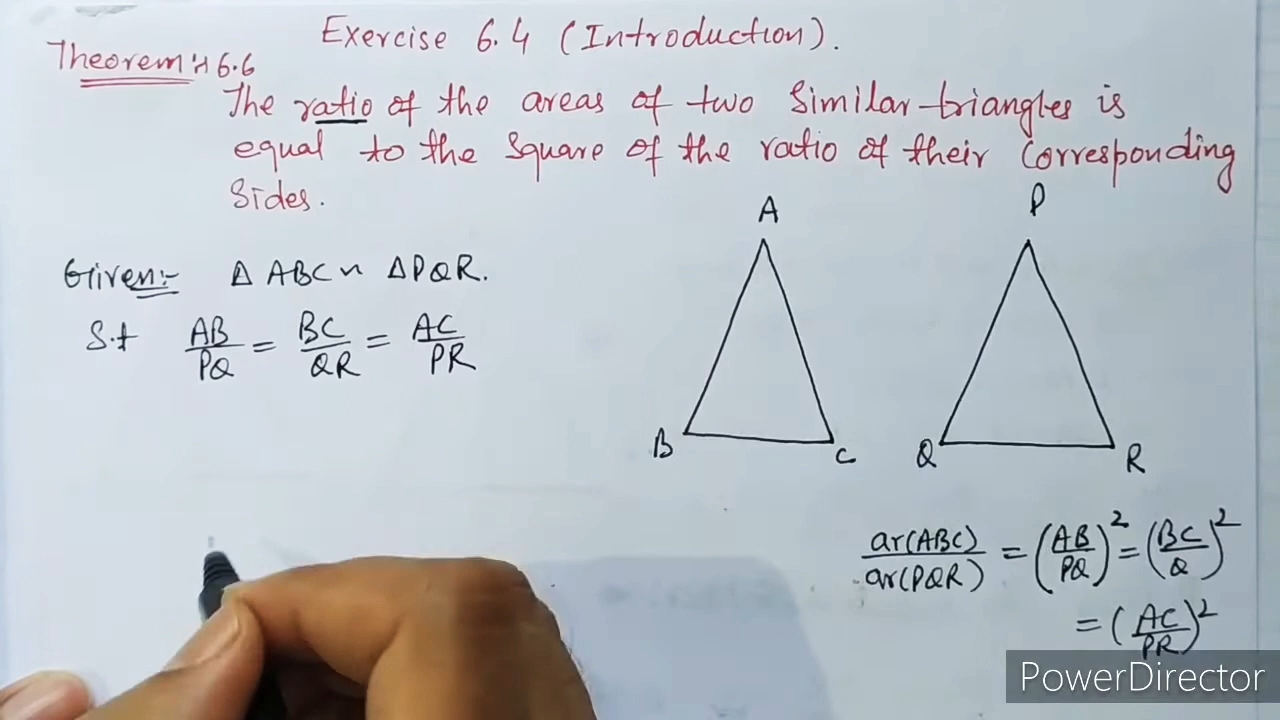 Exercise 6.4 (Introduction).
Theorem :- 6.6
The ratio of the areas of two similar triangles is
equal to the square of the ratio of their corresponding
sides.
Given:- Δ ABC ~ ΔPQR.
S.t AB/PQ = BC/QR = AC/PR
A
B
C
P
Q
R
ar(ABC)/ar(PQR) = (AB/PQ)² = (BC/Q)²
= (AC/PR)²
PowerDirector